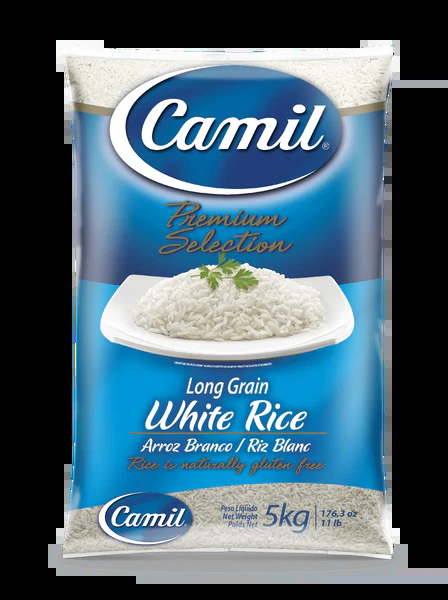 Camil®
Premium
Selection
Long Grain
White Rice
Arroz Branco / Riz Blanc
Rice is naturally gluten free.
Camil
Peso Líquido
Net Weight
Poids Net
5kg
176,3 oz
11 lb